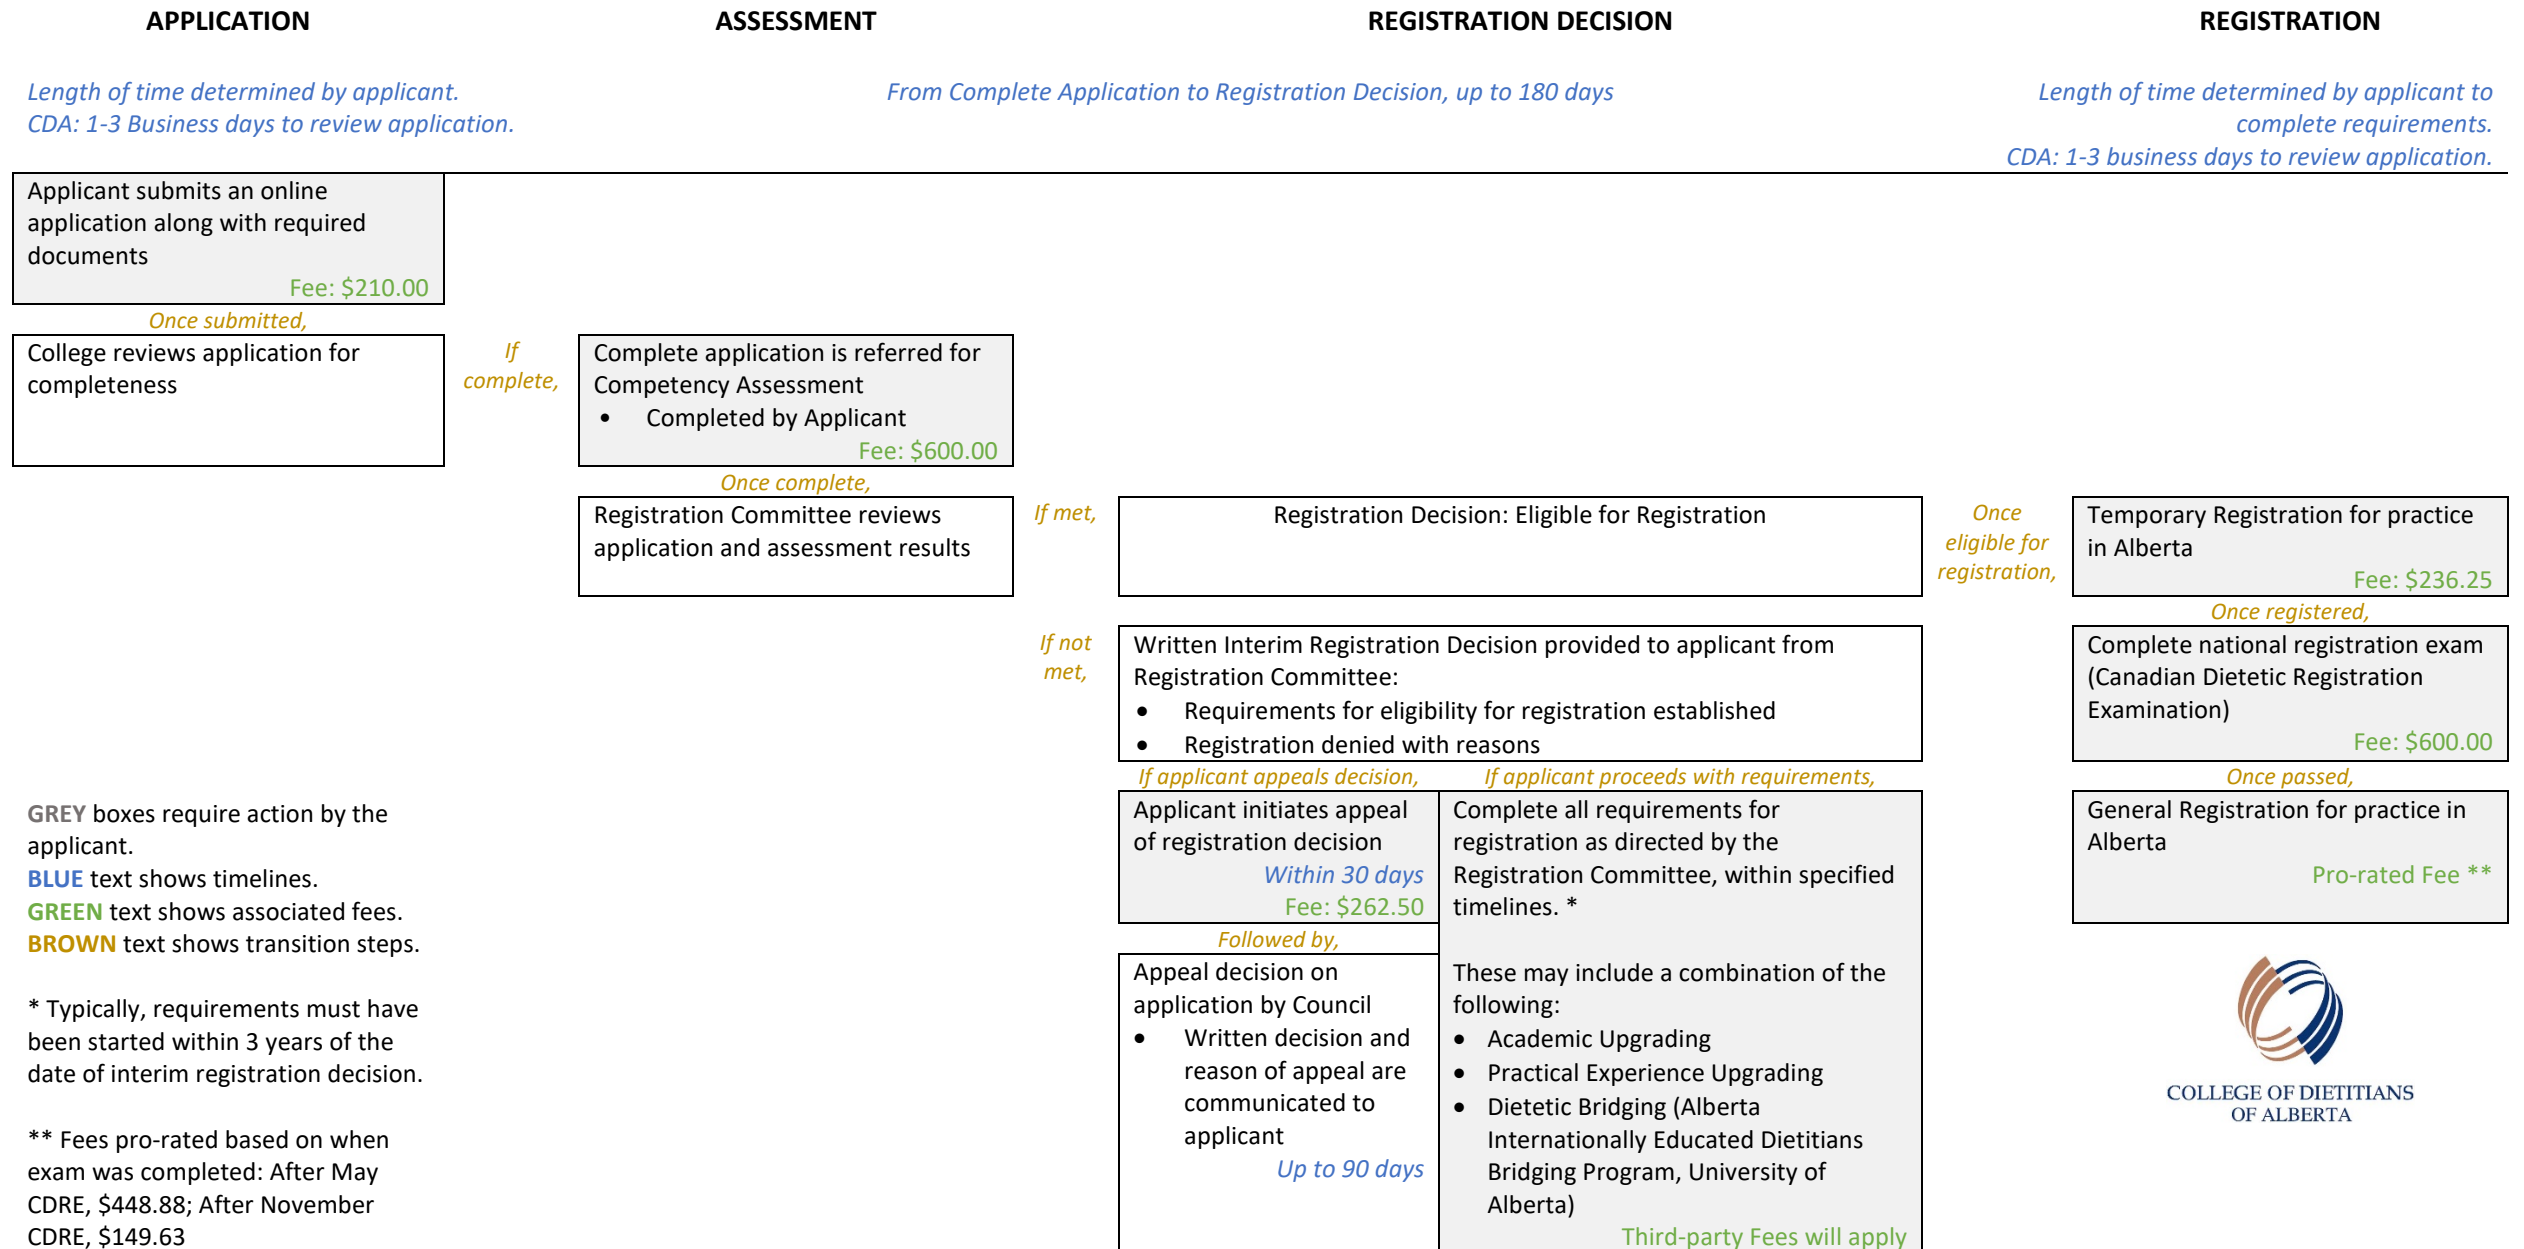 APPLICATION
ASSESSMENT
REGISTRATION DECISION
REGISTRATION
Length of time determined by applicant.
CDA: 1-3 Business days to review application.
From Complete Application to Registration Decision, up to 180 days
Length of time determined by applicant to
complete requirements.
CDA: 1-3 business days to review application.
Applicant submits an online
application along with required
documents
Fee: $210.00
Once submitted,
College reviews application for
completeness
If
complete,
Complete application is referred for
Competency Assessment
• Completed by Applicant
Fee: $600.00
Once complete,
Registration Committee reviews
application and assessment results
If met,
Registration Decision: Eligible for Registration
Once
eligible for
registration,
Temporary Registration for practice
in Alberta
Fee: $236.25
Once registered,
If not
met,
Written Interim Registration Decision provided to applicant from
Registration Committee:
• Requirements for eligibility for registration established
• Registration denied with reasons
Complete national registration exam
(Canadian Dietetic Registration
Examination)
Fee: $600.00
Once passed,
If applicant appeals decision,
If applicant proceeds with requirements,
Applicant initiates appeal
of registration decision
Within 30 days
Fee: $262.50
Followed by,
Appeal decision on
application by Council
• Written decision and
reason of appeal are
communicated to
applicant
Up to 90 days
Complete all requirements for
registration as directed by the
Registration Committee, within specified
timelines. *
These may include a combination of the
following:
• Academic Upgrading
• Practical Experience Upgrading
• Dietetic Bridging (Alberta
Internationally Educated Dietitians
Bridging Program, University of
Alberta)
Third-party Fees will apply
General Registration for practice in
Alberta
Pro-rated Fee **
GREY boxes require action by the
applicant.
BLUE text shows timelines.
GREEN text shows associated fees.
BROWN text shows transition steps.
* Typically, requirements must have
been started within 3 years of the
date of interim registration decision.
** Fees pro-rated based on when
exam was completed: After May
CDRE, $448.88; After November
CDRE, $149.63
COLLEGE OF DIETITIANS
OF ALBERTA